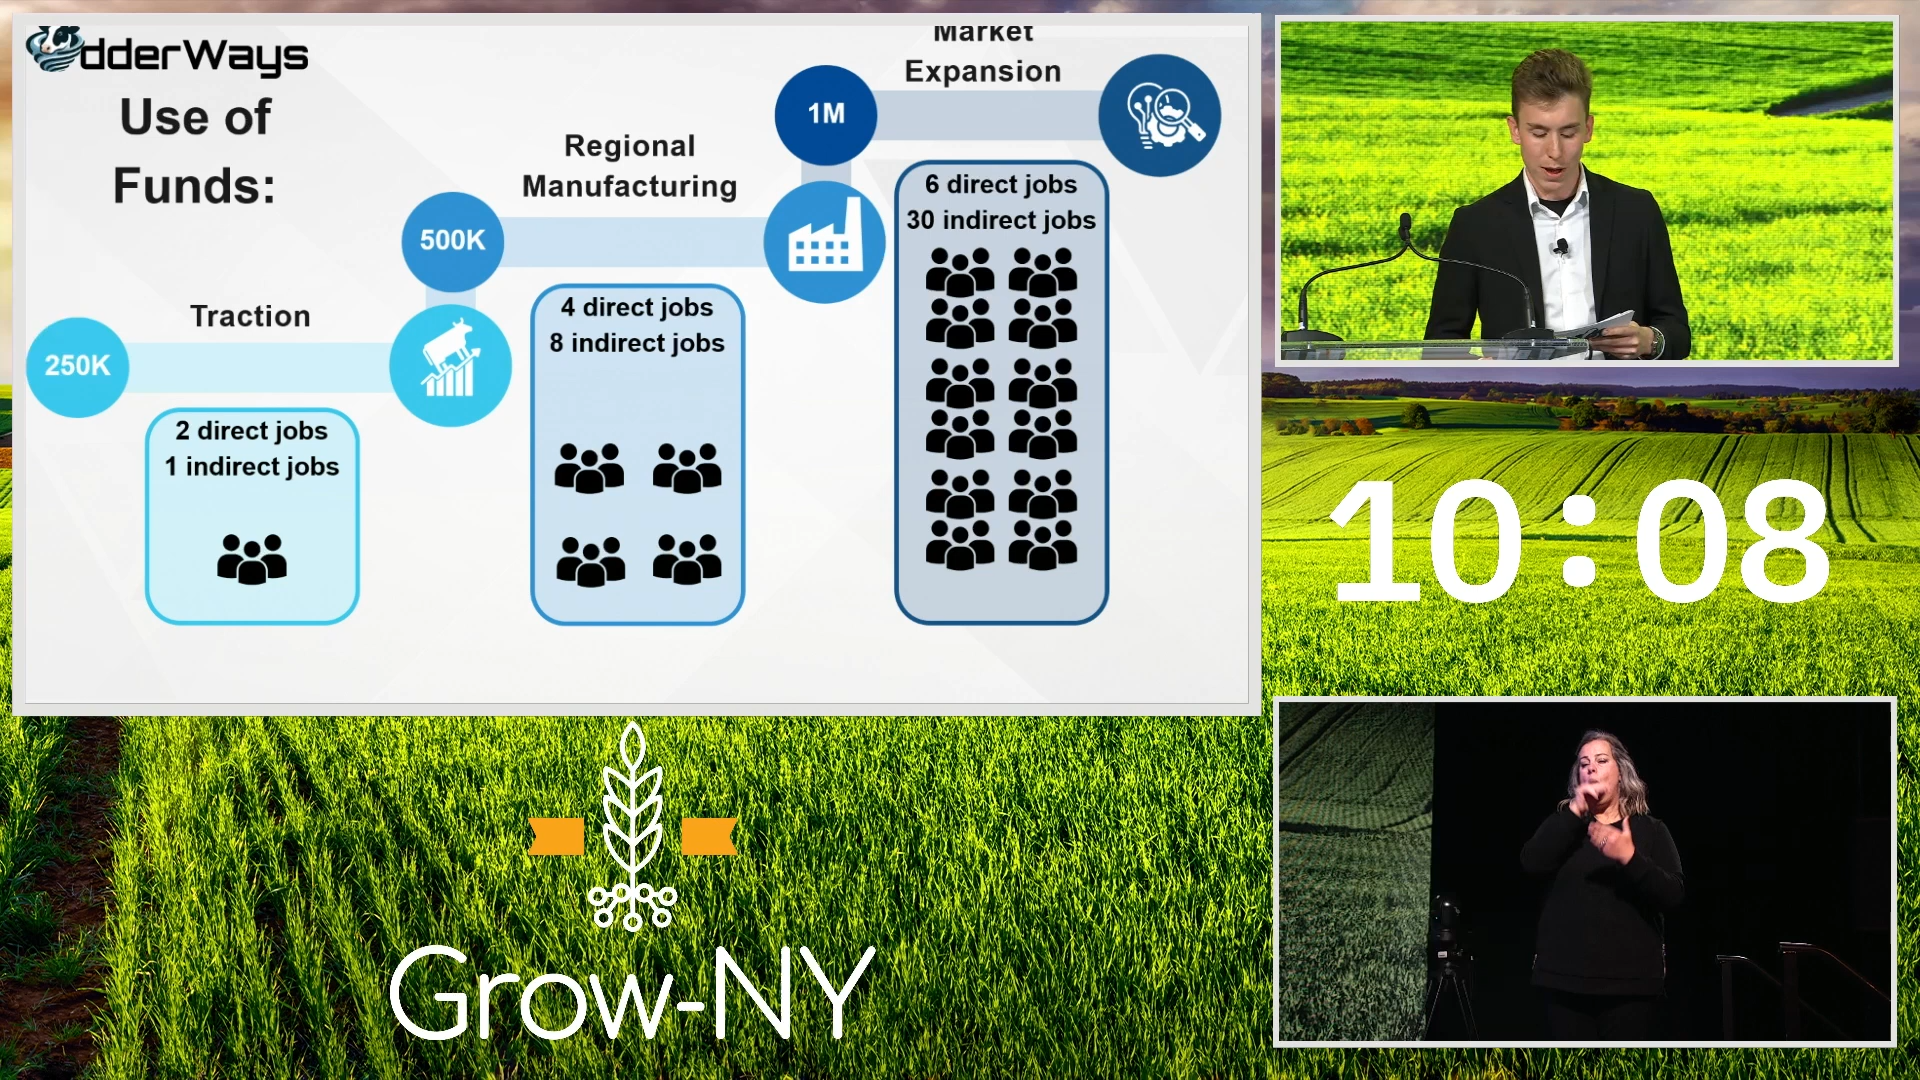 dderWays
Use of
Funds:
250K
Traction
2 direct jobs
1 indirect jobs
500K
Regional
Manufacturing
4 direct jobs
8 indirect jobs
1M
Market
Expansion
6 direct jobs
30 indirect jobs
10:08
Grow-NY